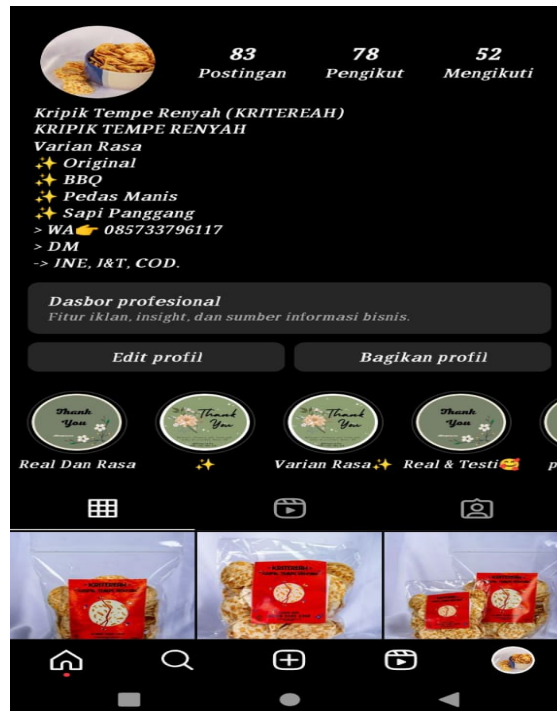 83 78 52
Postingan Pengikut Mengikuti
Kripik Tempe Renyah (KRITEREAH)
KRIPIK TEMPE RENYAH
Varian Rasa
✨ Original
✨ BBQ
✨ Pedas Manis
✨ Sapi Panggang
> WA👉 085733796117
> DM
-> JNE, J&T, COD.
Dasbor profesional
Fitur iklan, insight, dan sumber informasi bisnis.
Edit profil Bagikan profil
Thank You
Thank You
Thank You
Thank You
Real Dan Rasa ✨ Varian Rasa✨ Real & Testi🥰 p
KRITEREAH
KRITEREAH